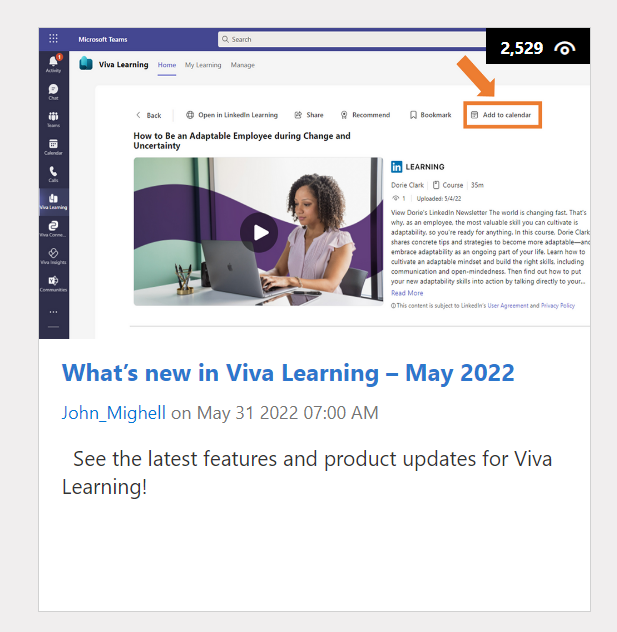 Microsoft Teams
Search
2,529
Activity
1
Chat
Teams
Calendar
Calls
Viva Learning
Viva Conne...
Viva Insights
Communities
...
Viva Learning
Home
My Learning
Manage
Back
Open in LinkedIn Learning
Share
Recommend
Bookmark
Add to calendar
How to Be an Adaptable Employee during Change and
Uncertainty
in LEARNING
Dorie Clark | Course | 35m
1 | Uploaded: 5/4/22
View Dorie's LinkedIn Newsletter The world is changing fast. That's
why, as an employee, the most valuable skill you can cultivate is
adaptability, so you're ready for anything. In this course, Dorie Clark
shares concrete tips and strategies to become more adaptable—and
embrace adaptability as an ongoing part of your life. Learn how to
cultivate an adaptable mindset and build the right skills, including
communication and open-mindedness. Then find out how to put
your new adaptability skills into action by talking directly to your...
Read More
This content is subject to LinkedIn's User Agreement and Privacy Policy
What's new in Viva Learning – May 2022
John_Mighell on May 31 2022 07:00 AM
See the latest features and product updates for Viva
Learning!